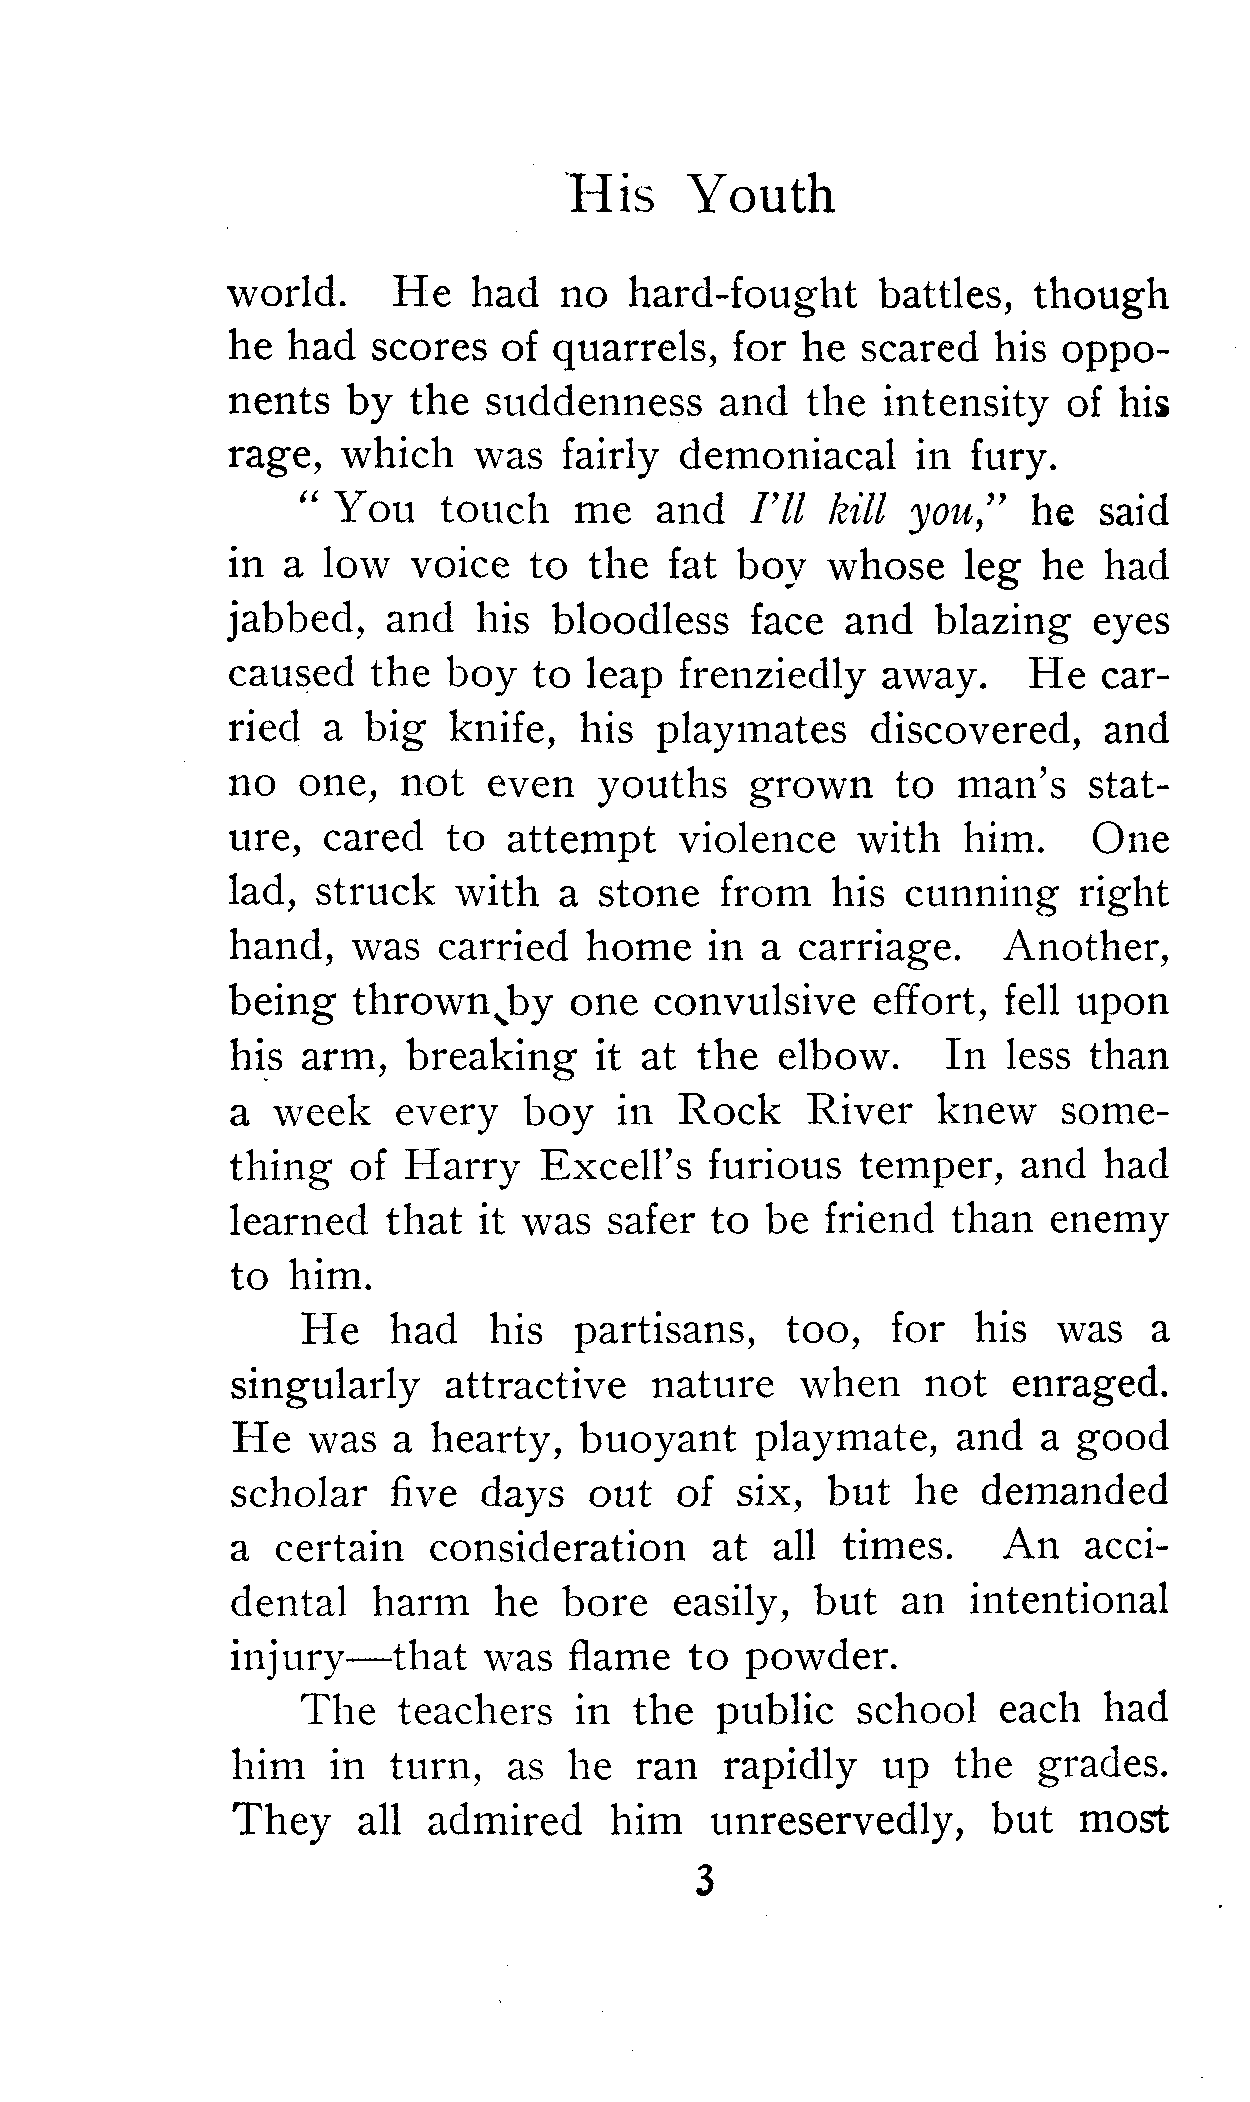 His Youth
world. He had no hard-fought battles, though
he had scores of quarrels, for he scared his oppo-
nents by the suddenness and the intensity of his
rage, which was fairly demoniacal in fury.
“ You touch me and I’ll kill you,” he said
in a low voice to the fat boy whose leg he had
jabbed, and his bloodless face and blazing eyes
caused the boy to leap frenziedly away. He car-
ried a big knife, his playmates discovered, and
no one, not even youths grown to man’s stat-
ure, cared to attempt violence with him. One
lad, struck with a stone from his cunning right
hand, was carried home in a carriage. Another,
being thrown by one convulsive effort, fell upon
his arm, breaking it at the elbow. In less than
a week every boy in Rock River knew some-
thing of Harry Excell’s furious temper, and had
learned that it was safer to be friend than enemy
to him.
He had his partisans, too, for his was a
singularly attractive nature when not enraged.
He was a hearty, buoyant playmate, and a good
scholar five days out of six, but he demanded
a certain consideration at all times. An acci-
dental harm he bore easily, but an intentional
injury—that was flame to powder.
The teachers in the public school each had
him in turn, as he ran rapidly up the grades.
They all admired him unreservedly, but most
3